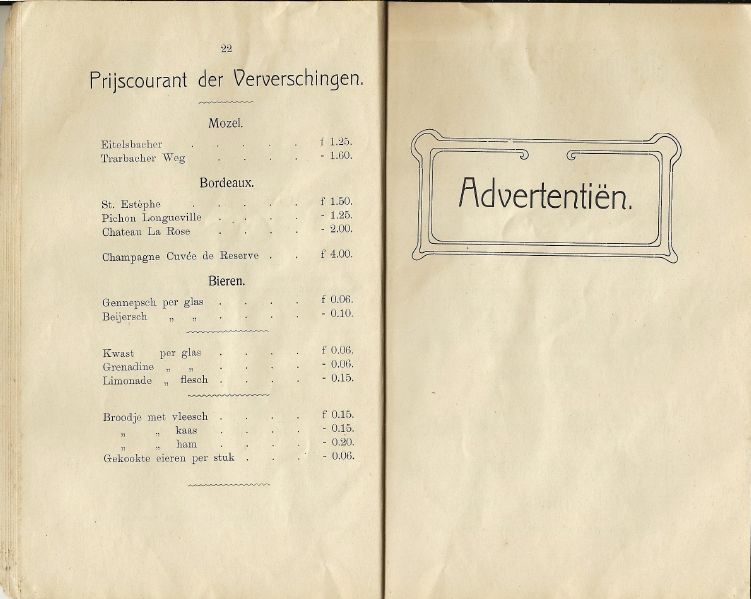 22
Prijscourant der Ververschingen.
Mozel.
Eitelsbacher . . . . . f 1.25.
Trarbacher Weg . . . . - 1.60.
Bordeaux.
St. Estèphe . . . . . f 1.50.
Pichon Longueville . . . . - 1.25.
Chateau La Rose . . . . - 2.00.
Champagne Cuvée de Reserve . . f 4.00.
Bieren.
Gennepsch per glas . . . . f 0.06.
Beijersch „ „ . . . . - 0.10.
Kwast per glas . . . . f 0.06.
Grenadine „ „ . . . . - 0.06.
Limonade „ flesch . . . . - 0.15.
Broodje met vleesch . . . . f 0.15.
„ „ kaas . . . . - 0.15.
„ „ ham . . . . - 0.20.
Gekookte eieren per stuk . . . - 0.06.
Advertentiën.